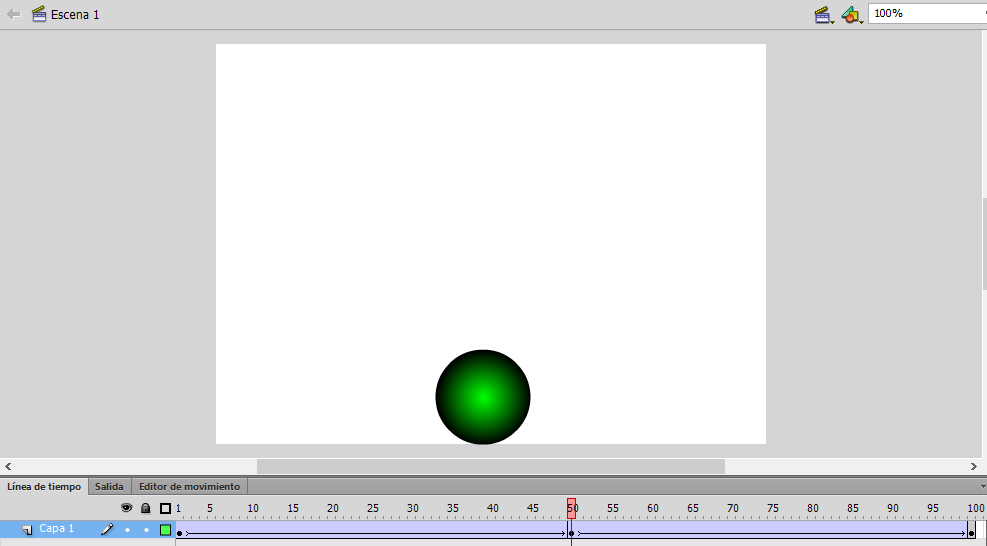 Escena 1
100%
Línea de tiempo Salida Editor de movimiento
1 5 10 15 20 25 30 35 40 45 50 55 60 65 70 75 80 85 90 95 100
Capa 1